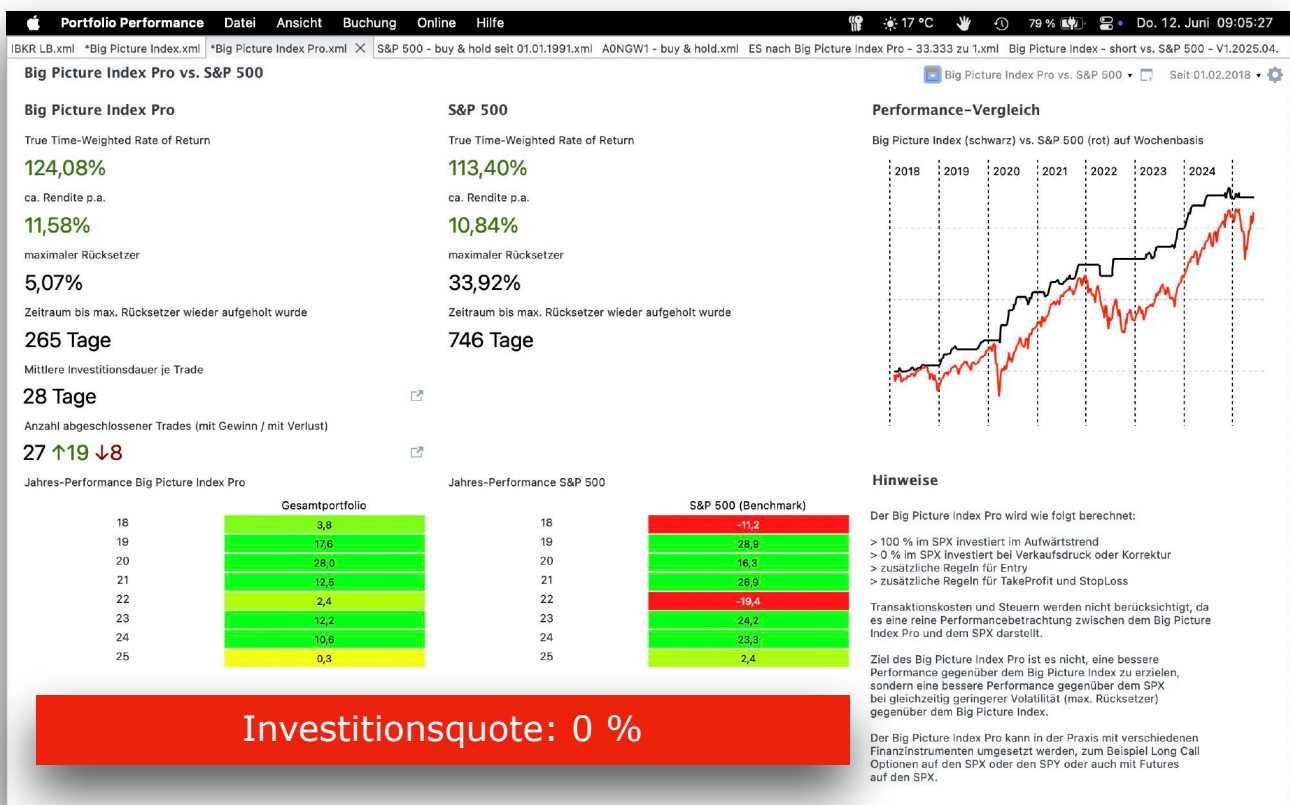 Portfolio Performance Datei Ansicht Buchung Online Hilfe 17 °C 79 % Do. 12. Juni 09:05:27
IBKR LB.xml *Big Picture Index.xml *Big Picture Index Pro.xml S&P 500 - buy & hold seit 01.01.1991.xml A0NGW1 - buy & hold.xml ES nach Big Picture Index Pro - 33.333 zu 1.xml Big Picture Index - short vs. S&P 500 - V1.2025.04.
Big Picture Index Pro vs. S&P 500
Big Picture Index Pro vs. S&P 500 Seit 01.02.2018
Big Picture Index Pro
True Time-Weighted Rate of Return
124,08%
ca. Rendite p.a.
11,58%
maximaler Rücksetzer
5,07%
Zeitraum bis max. Rücksetzer wieder aufgeholt wurde
265 Tage
Mittlere Investitionsdauer je Trade
28 Tage
Anzahl abgeschlossener Trades (mit Gewinn / mit Verlust)
27 ↑19 ↓8
Jahres-Performance Big Picture Index Pro
Gesamtportfolio
18 3,8
19 17,6
20 28,0
21 12,5
22 2,4
23 12,2
24 10,6
25 0,3
S&P 500
True Time-Weighted Rate of Return
113,40%
ca. Rendite p.a.
10,84%
maximaler Rücksetzer
33,92%
Zeitraum bis max. Rücksetzer wieder aufgeholt wurde
746 Tage
Jahres-Performance S&P 500
S&P 500 (Benchmark)
18 -11,2
19 28,9
20 16,3
21 26,9
22 -19,4
23 24,2
24 23,3
25 2,4
Investitionsquote: 0 %
Performance-Vergleich
Big Picture Index (schwarz) vs. S&P 500 (rot) auf Wochenbasis
2018 2019 2020 2021 2022 2023 2024
Hinweise
Der Big Picture Index Pro wird wie folgt berechnet:
> 100 % im SPX investiert im Aufwärtstrend
> 0 % im SPX investiert bei Verkaufsdruck oder Korrektur
> zusätzliche Regeln für Entry
> zusätzliche Regeln für TakeProfit und StopLoss
Transaktionskosten und Steuern werden nicht berücksichtigt, da
es eine reine Performancebetrachtung zwischen dem Big Picture
Index Pro und dem SPX darstellt.
Ziel des Big Picture Index Pro ist es nicht, eine bessere
Performance gegenüber dem Big Picture Index zu erzielen,
sondern eine bessere Performance gegenüber dem SPX
bei gleichzeitig geringerer Volatilität (max. Rücksetzer)
gegenüber dem Big Picture Index.
Der Big Picture Index Pro kann in der Praxis mit verschiedenen
Finanzinstrumenten umgesetzt werden, zum Beispiel Long Call
Optionen auf den SPX oder den SPY oder auch mit Futures
auf den SPX.